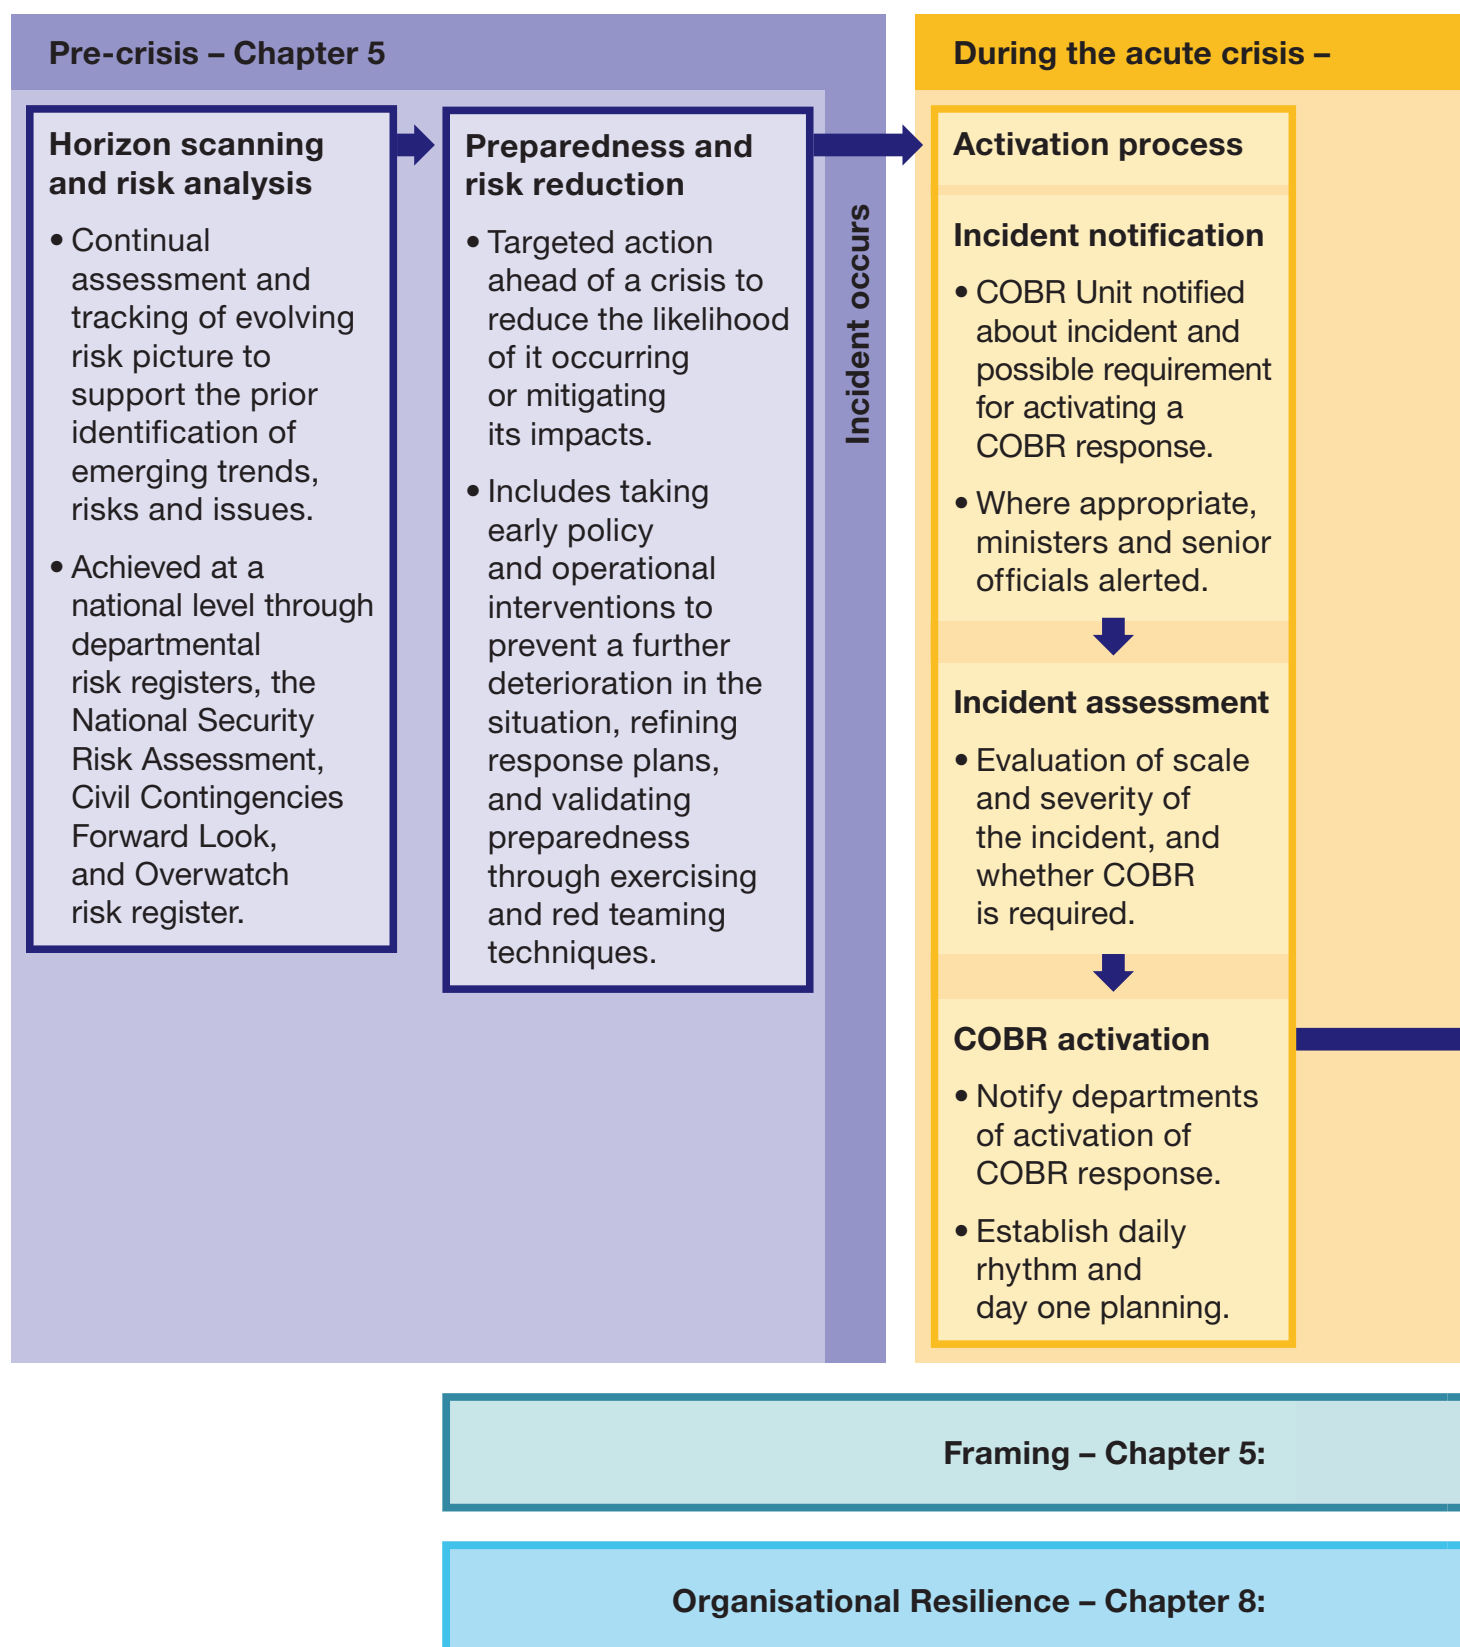 Pre-crisis – Chapter 5
Horizon scanning
and risk analysis
• Continual
assessment and
tracking of evolving
risk picture to
support the prior
identification of
emerging trends,
risks and issues.
• Achieved at a
national level through
departmental
risk registers, the
National Security
Risk Assessment,
Civil Contingencies
Forward Look,
and Overwatch
risk register.
Preparedness and
risk reduction
• Targeted action
ahead of a crisis to
reduce the likelihood
of it occurring
or mitigating
its impacts.
• Includes taking
early policy
and operational
interventions to
prevent a further
deterioration in the
situation, refining
response plans,
and validating
preparedness
through exercising
and red teaming
techniques.
Incident occurs
During the acute crisis –
Activation process
Incident notification
• COBR Unit notified
about incident and
possible requirement
for activating a
COBR response.
• Where appropriate,
ministers and senior
officials alerted.
Incident assessment
• Evaluation of scale
and severity of
the incident, and
whether COBR
is required.
COBR activation
• Notify departments
of activation of
COBR response.
• Establish daily
rhythm and
day one planning.
Framing – Chapter 5:
Organisational Resilience – Chapter 8: